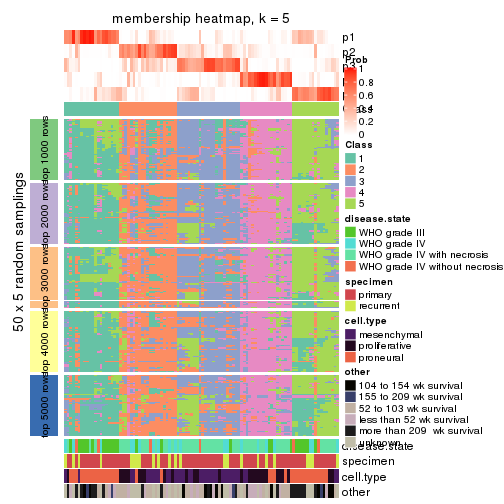 membership heatmap, k = 5
p1
p2
p3
Prob
1
0.8
0.6
0.4
0.2
0
Class
1
2
3
4
5
disease.state
WHO grade III
WHO grade IV
WHO grade IV with necrosis
WHO grade IV without necrosis
specimen
primary
recurrent
cell.type
mesenchymal
proliferative
proneural
other
104 to 154 wk survival
155 to 209 wk survival
52 to 103 wk survival
less than 52 wk survival
more than 209 wk survival
unknown
disease.state
specimen
cell.type
other
50 x 5 random samplings
top 1000 rows
top 2000 rows
top 3000 rows
top 4000 rows
top 5000 rows